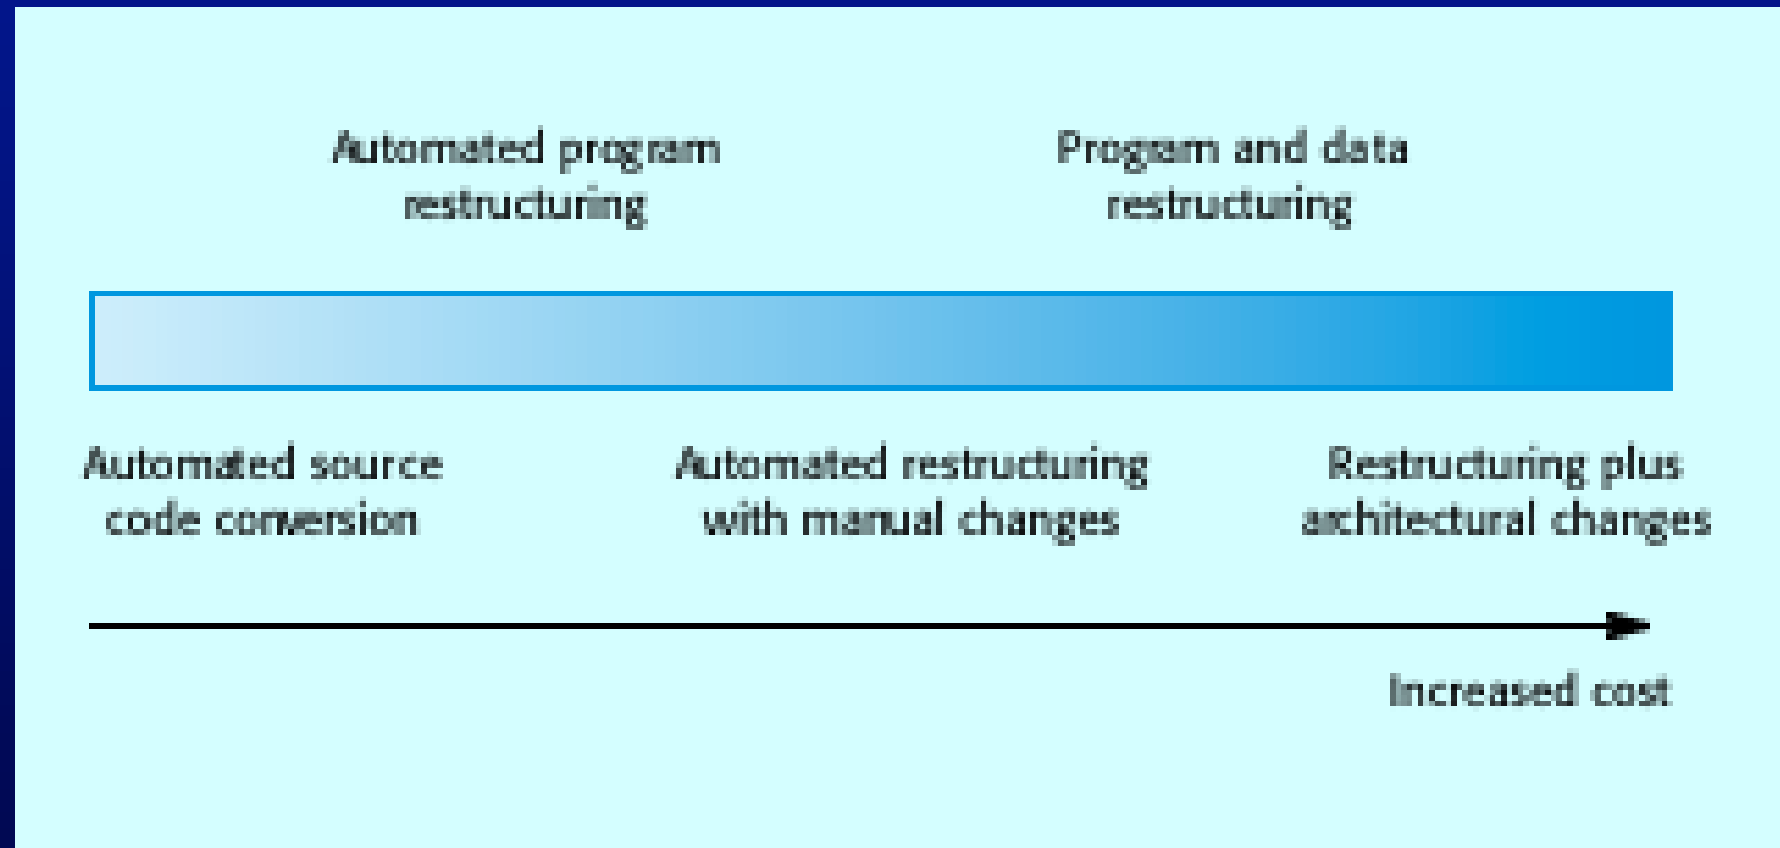 Automated program
restructuring
Program and data
restructuring
Automated source
code conversion
Automated restructuring
with manual changes
Restructuring plus
architectural changes
Increased cost